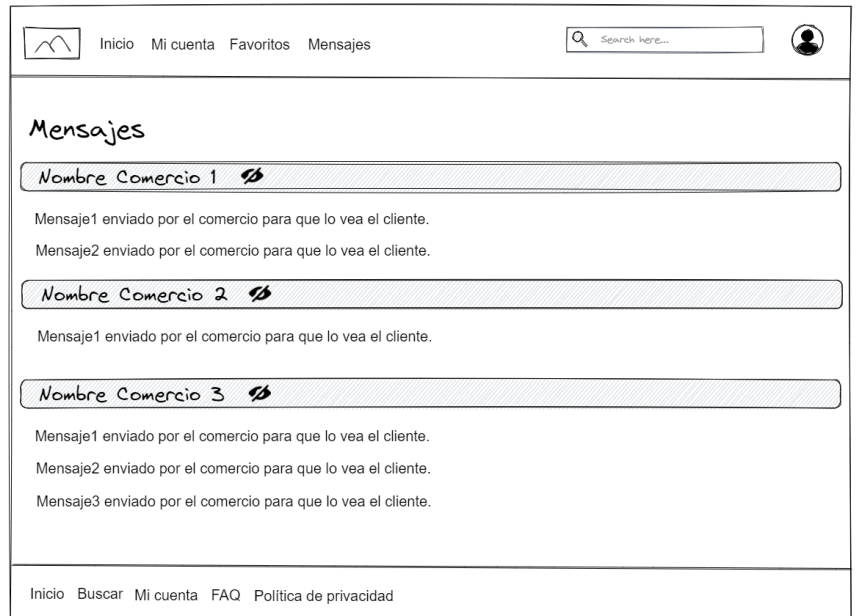 Inicio Mi cuenta Favoritos Mensajes Search here...
Mensajes
Nombre Comercio 1
Mensaje1 enviado por el comercio para que lo vea el cliente.
Mensaje2 enviado por el comercio para que lo vea el cliente.
Nombre Comercio 2
Mensaje1 enviado por el comercio para que lo vea el cliente.
Nombre Comercio 3
Mensaje1 enviado por el comercio para que lo vea el cliente.
Mensaje2 enviado por el comercio para que lo vea el cliente.
Mensaje3 enviado por el comercio para que lo vea el cliente.
Inicio Buscar Mi cuenta FAQ Política de privacidad